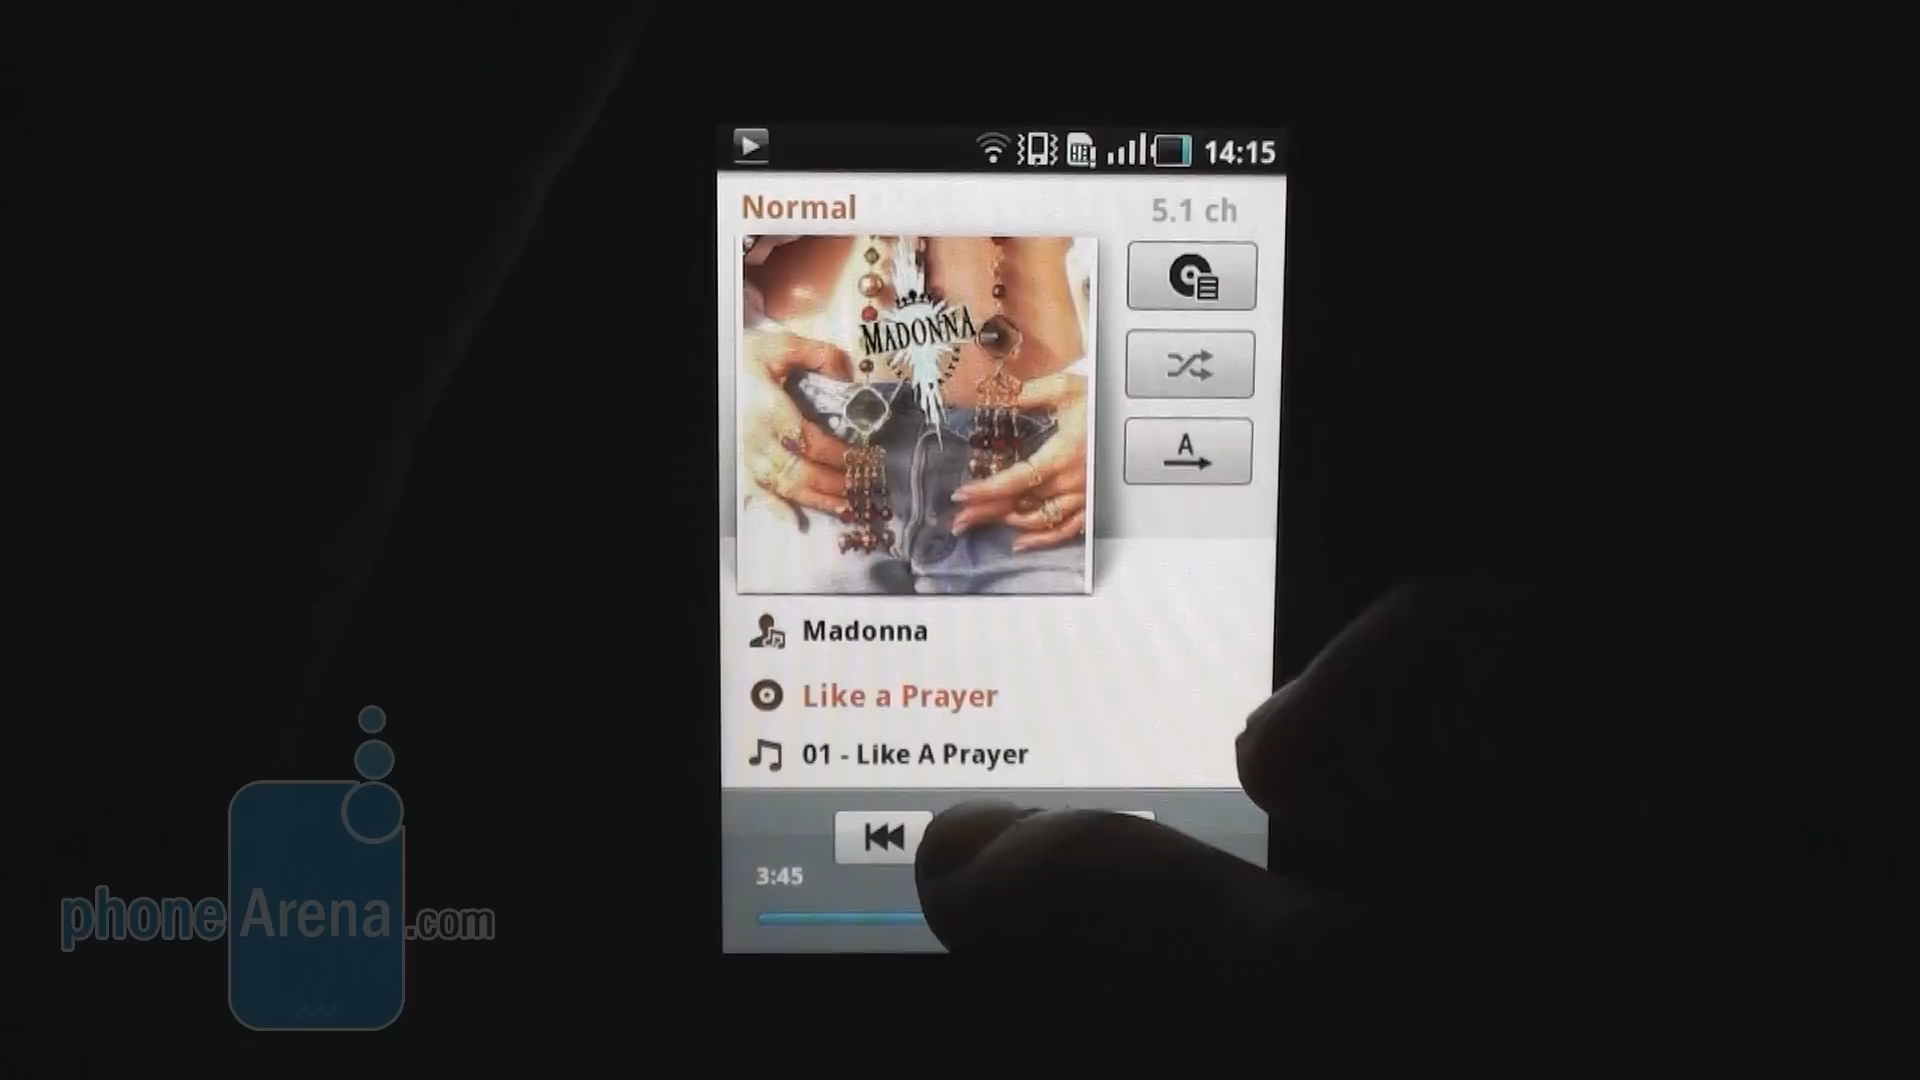 14:15
Normal
5.1 ch
MADONNA
A
Madonna
Like a Prayer
01 - Like A Prayer
3:45
phoneArena.com